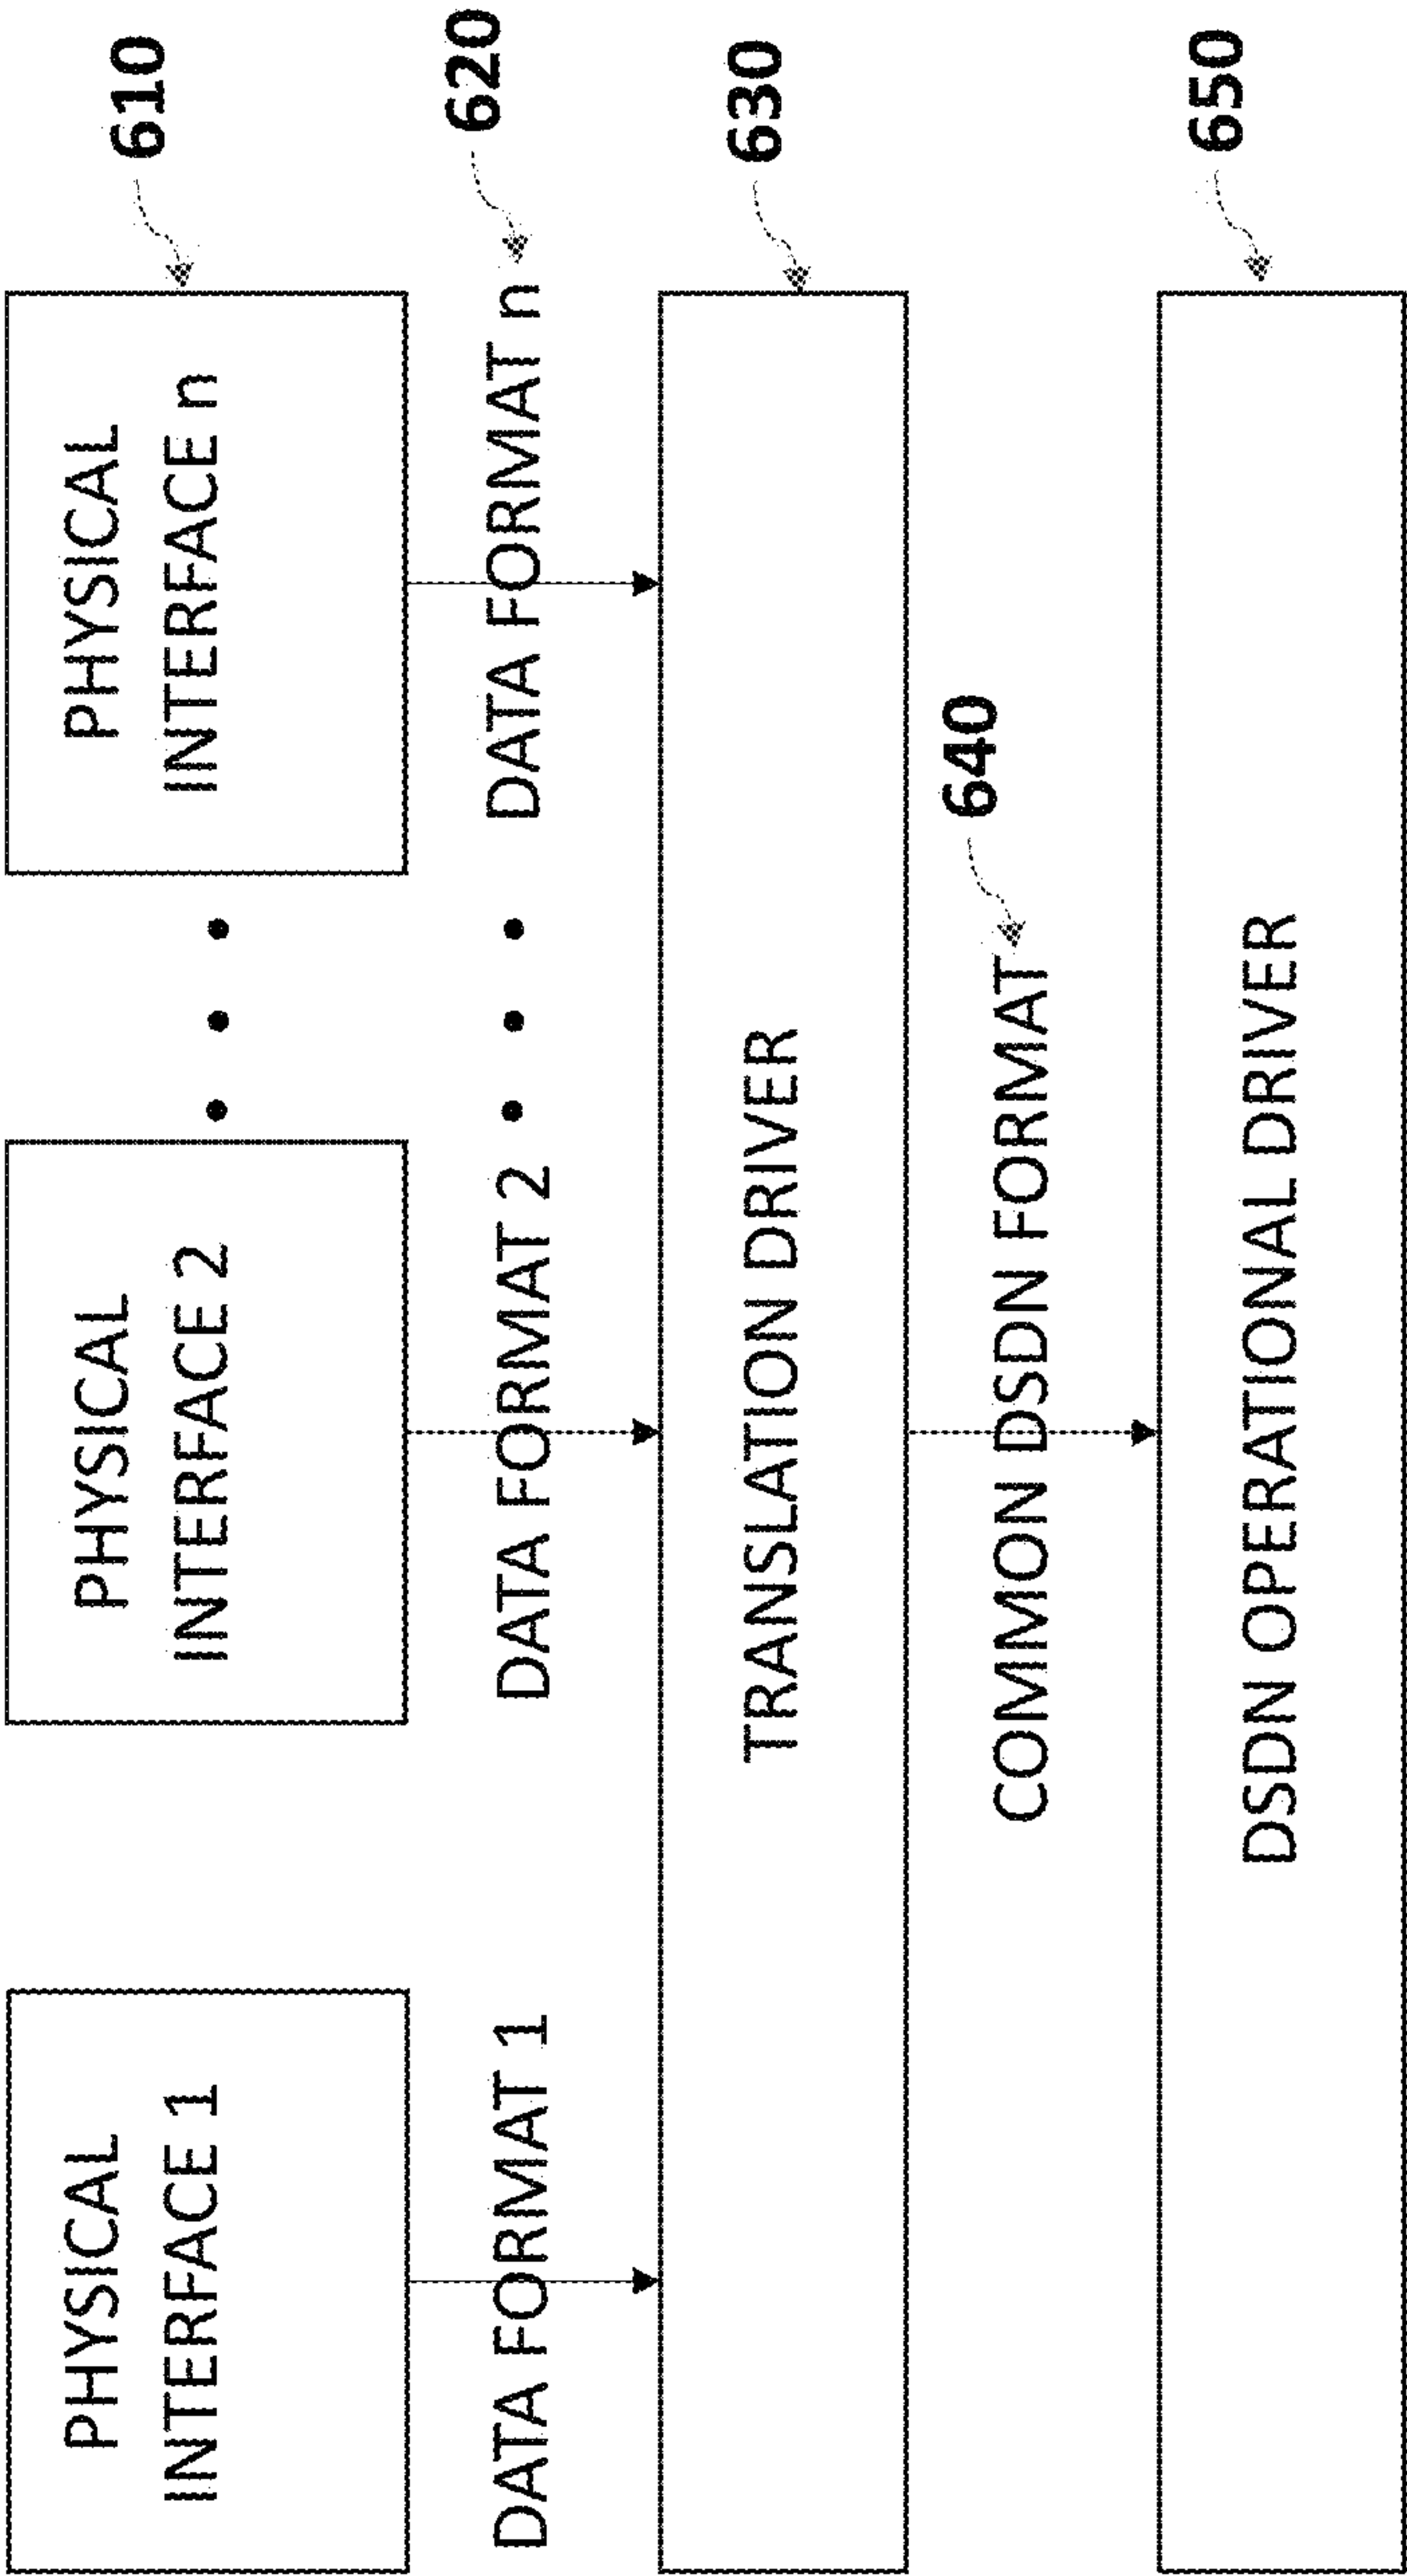 PHYSICAL
INTERFACE 1
PHYSICAL
INTERFACE 2
PHYSICAL
INTERFACE n
610
DATA FORMAT 1
DATA FORMAT 2
DATA FORMAT n
620
TRANSLATION DRIVER
630
COMMON DSDN FORMAT
640
DSDN OPERATIONAL DRIVER
650